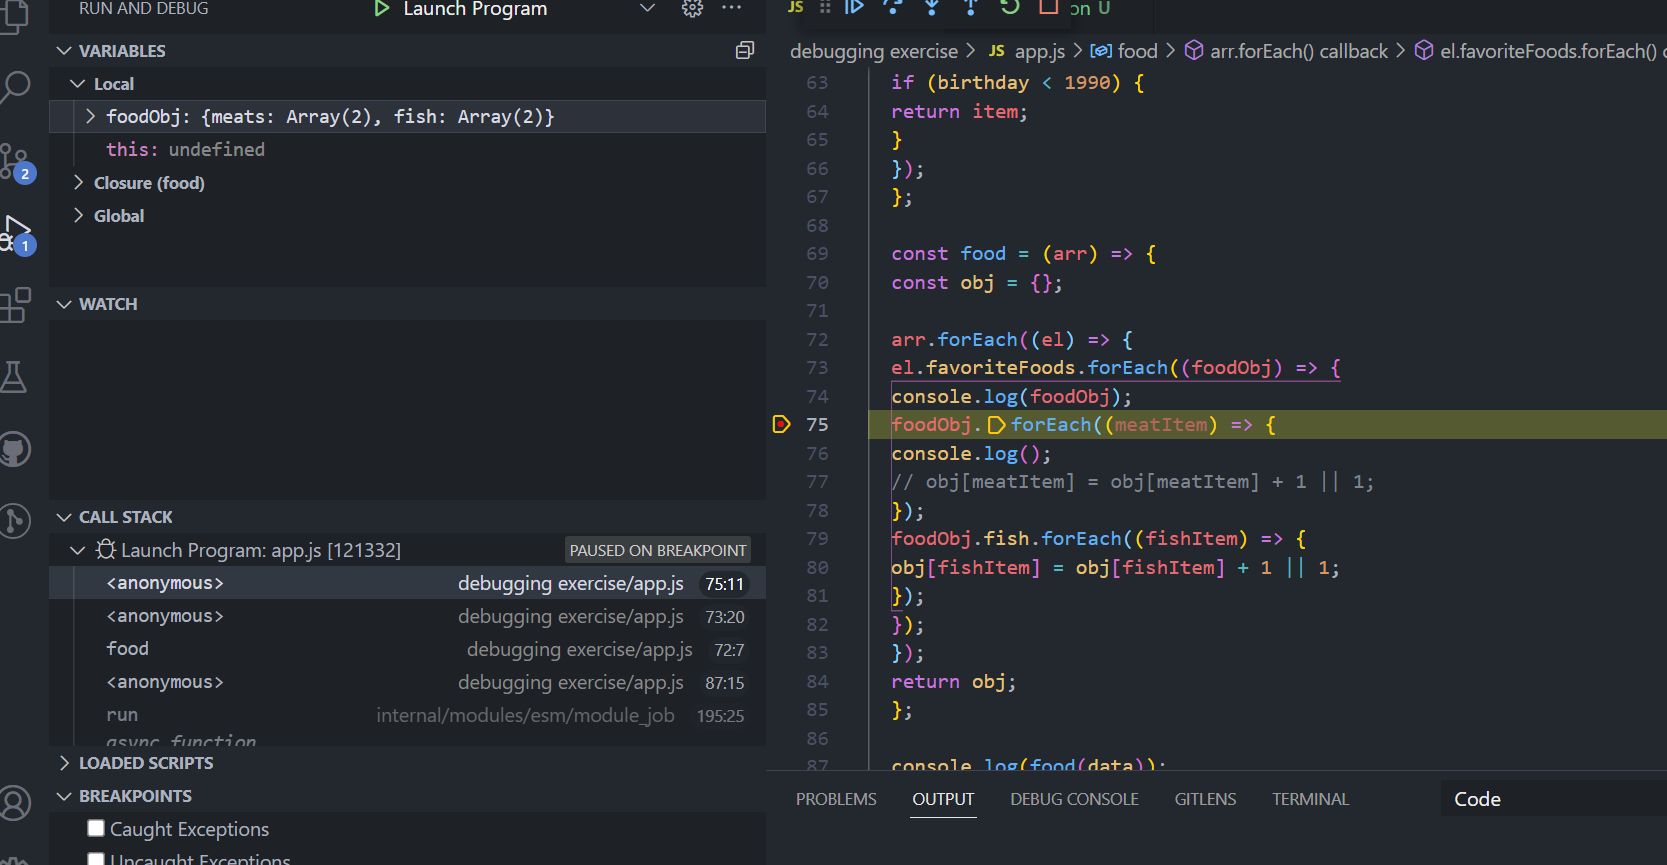 RUN AND DEBUG
Launch Program
VARIABLES
Local
foodObj: {meats: Array(2), fish: Array(2)}
this: undefined
Closure (food)
Global
WATCH
CALL STACK
Launch Program: app.js [121332]
PAUSED ON BREAKPOINT
<anonymous> debugging exercise/app.js 75:11
<anonymous> debugging exercise/app.js 73:20
food debugging exercise/app.js 72:7
<anonymous> debugging exercise/app.js 87:15
run internal/modules/esm/module_job 195:25
async function
LOADED SCRIPTS
BREAKPOINTS
Caught Exceptions
Uncaught Exceptions
2
1
JS
on U
debugging exercise > JS app.js > food > arr.forEach() callback > el.favoriteFoods.forEach() c
63 if (birthday < 1990) {
64 return item;
65 }
66 });
67 };
68
69 const food = (arr) => {
70 const obj = {};
71
72 arr.forEach((el) => {
73 el.favoriteFoods.forEach((foodObj) => {
74 console.log(foodObj);
75 foodObj.forEach((meatItem) => {
76 console.log();
77 // obj[meatItem] = obj[meatItem] + 1 || 1;
78 });
79 foodObj.fish.forEach((fishItem) => {
80 obj[fishItem] = obj[fishItem] + 1 || 1;
81 });
82 });
83 });
84 return obj;
85 };
86
87 console.log(food(data));
PROBLEMS
OUTPUT
DEBUG CONSOLE
GITLENS
TERMINAL
Code